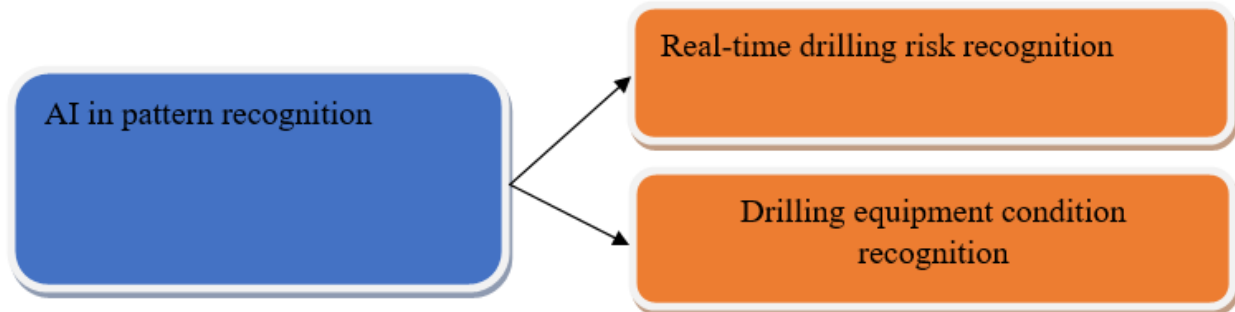 AI in pattern recognition
Real-time drilling risk recognition
Drilling equipment condition
recognition